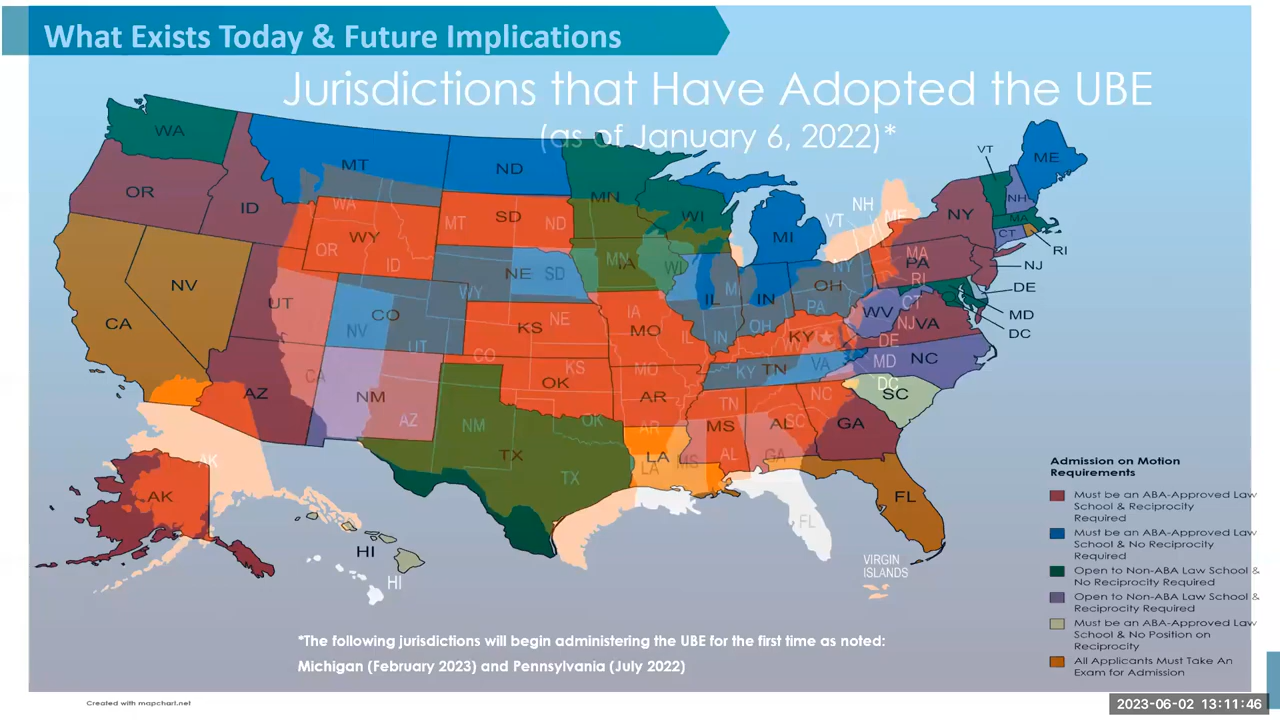 What Exists Today & Future Implications
Jurisdictions that Have Adopted the UBE
(as of January 6, 2022)*
WA
MT
ND
MN
VT
ME
OR
ID
WY
SD
WI
MI
NY
NH
MA
CT
RI
NV
UT
CO
NE
IA
IL
IN
OH
PA
NJ
DE
MD
DC
CA
AZ
NM
KS
MO
KY
WV
VA
OK
AR
TN
NC
SC
TX
LA
MS
AL
GA
FL
AK
HI
WA
OR
ID
MT
ND
SD
MN
WI
WY
NE
IA
NV
UT
CO
KS
MO
IN
OH
KY
PA
NY
VT
NH
ME
MA
RI
CT
NJ
DE
MD
DC
VA
NC
SC
TN
AR
OK
TX
NM
AZ
CA
LA
MS
AL
GA
FL
AK
HI
VIRGIN
ISLANDS
Admission on Motion
Requirements
Must be an ABA-Approved Law
School & Reciprocity
Required
Must be an ABA-Approved Law
School & No Reciprocity
Required
Open to Non-ABA Law School &
No Reciprocity Required
Open to Non-ABA Law School &
Reciprocity Required
Must be an ABA-Approved Law
School & No Position on
Reciprocity
All Applicants Must Take An
Exam for Admission
*The following jurisdictions will begin administering the UBE for the first time as noted:
Michigan (February 2023) and Pennsylvania (July 2022)
Created with mapchart.net
2023-06-02 13:11:46